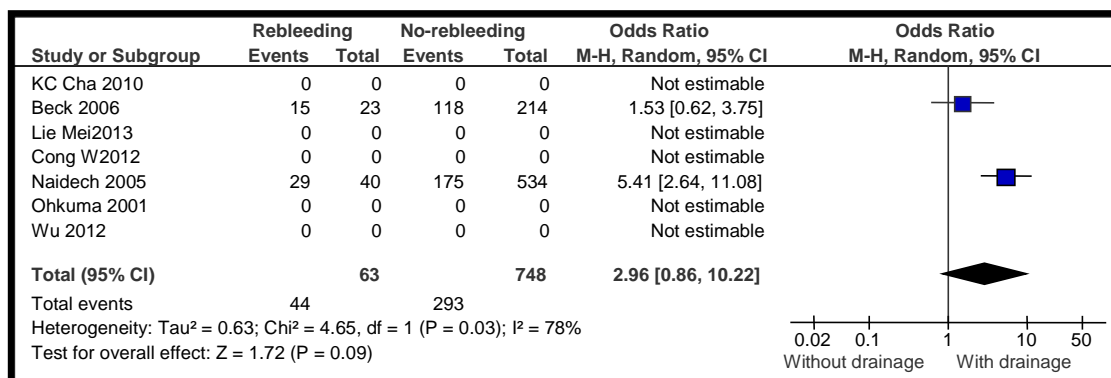 Rebleeding No-rebleeding Odds Ratio Odds Ratio
Study or Subgroup Events Total Events Total M-H, Random, 95% CI M-H, Random, 95% CI
KC Cha 2010 0 0 0 0 Not estimable
Beck 2006 15 23 118 214 1.53 [0.62, 3.75]
Lie Mei2013 0 0 0 0 Not estimable
Cong W2012 0 0 0 0 Not estimable
Naidech 2005 29 40 175 534 5.41 [2.64, 11.08]
Ohkuma 2001 0 0 0 0 Not estimable
Wu 2012 0 0 0 0 Not estimable
Total (95% CI) 63 748 2.96 [0.86, 10.22]
Total events 44 293
Heterogeneity: Tau² = 0.63; Chi² = 4.65, df = 1 (P = 0.03); I² = 78%
Test for overall effect: Z = 1.72 (P = 0.09)
0.02 0.1 1 10 50
Without drainage With drainage